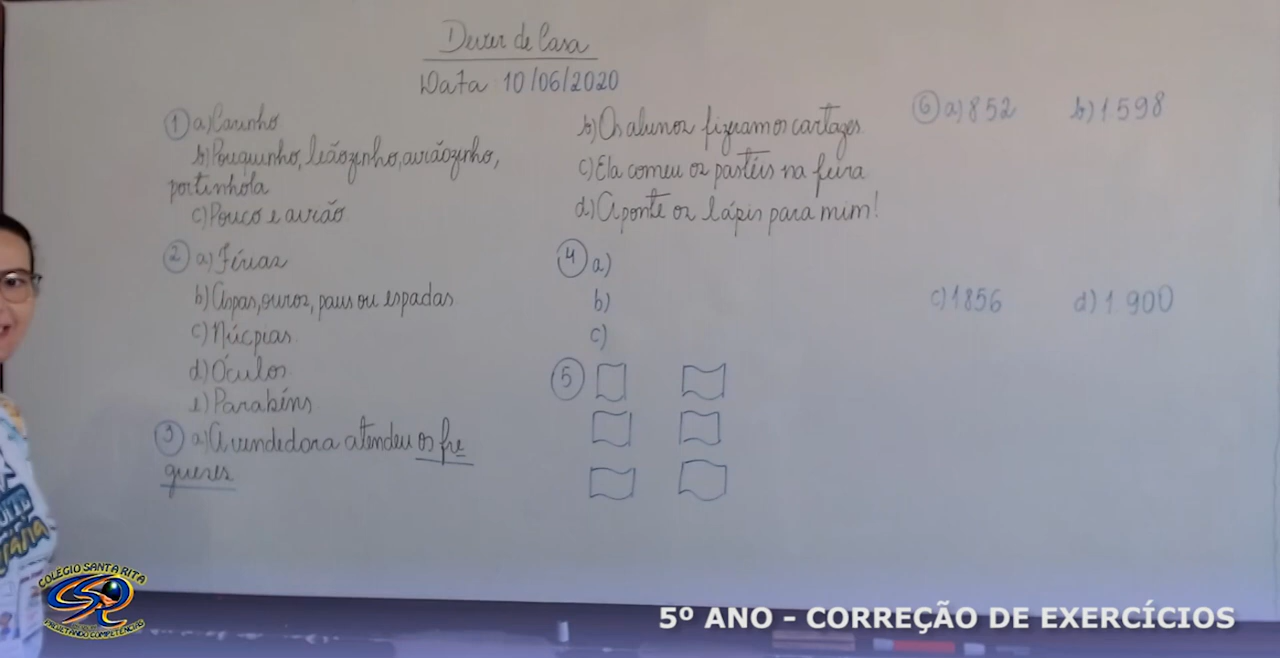 Dever de Casa
Data 10/06/2020
1 a) Carinho
b) Pouquinho, leãozinho, aviãozinho,
portinhola
c) Pouco e avião
2 a) Férias
b) Copas, ouros, paus ou espadas
c) Núcpias.
d) Óculos
e) Parabéns
3 a) A vendedora atendeu os fre
gueses
b) Os alunos fizeram os cartazes.
c) Ela comeu os pastéis na feira
d) Aponte os lápis para mim!
4 a)
b)
c)
5
6 a) 852 b) 1.598
c) 1856 d) 1.900
COLÉGIO SANTA RITA
5º ANO - CORREÇÃO DE EXERCÍCIOS